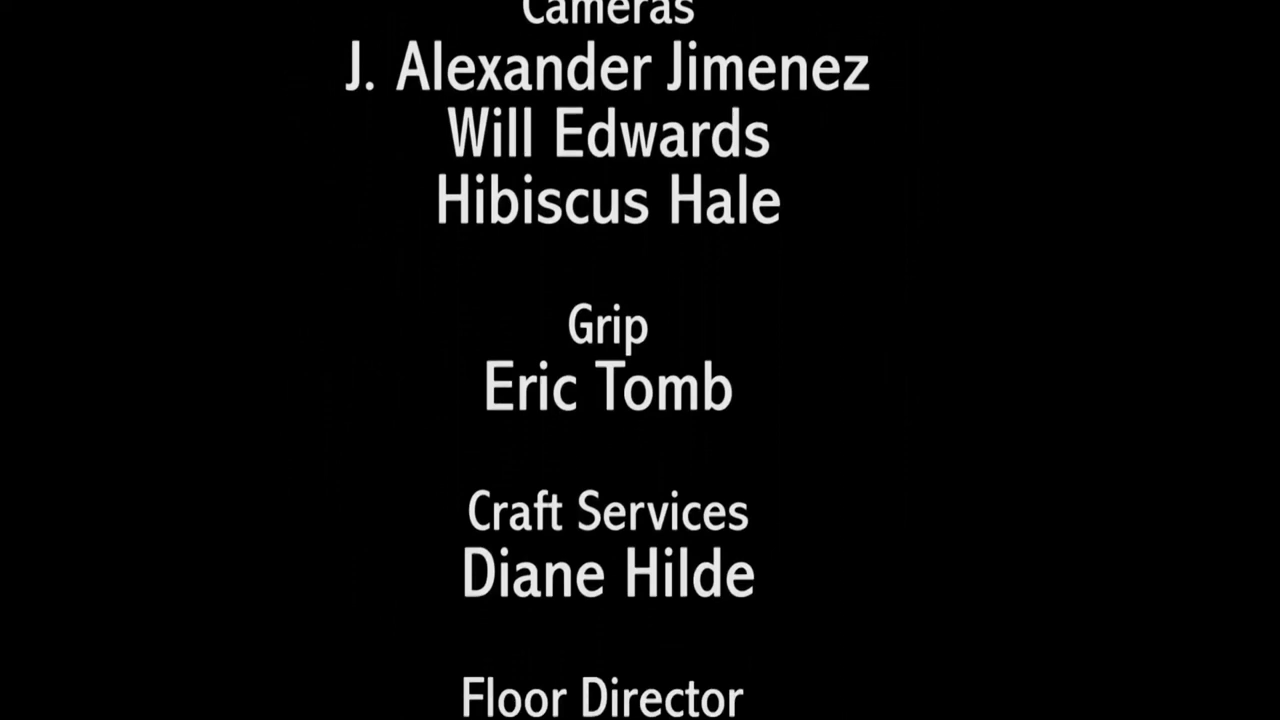 Cameras
J. Alexander Jimenez
Will Edwards
Hibiscus Hale
Grip
Eric Tomb
Craft Services
Diane Hilde
Floor Director